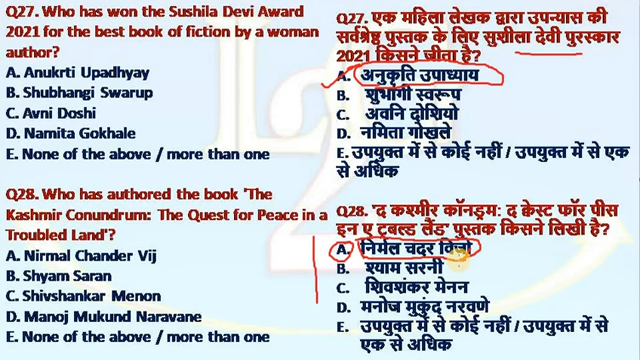 Q27. Who has won the Sushila Devi Award
2021 for the best book of fiction by a woman
author?
A. Anukrti Upadhyay
B. Shubhangi Swarup
C. Avni Doshi
D. Namita Gokhale
E. None of the above / more than one
Q28. Who has authored the book 'The
Kashmir Conundrum: The Quest for Peace in a
Troubled Land'?
A. Nirmal Chander Vij
B. Shyam Saran
C. Shivshankar Menon
D. Manoj Mukund Naravane
E. None of the above / more than one
Q27. एक महिला लेखक द्वारा उपन्यास की
सर्वश्रेष्ठ पुस्तक के लिए सुशीला देवी पुरस्कार
2021 किसने जीता है?
A. अनुकृति उपाध्याय
B. शुभांगी स्वरूप
C. अवनि दोशियो
D. नमिता गोखले
E. उपयुक्त में से कोई नहीं / उपयुक्त में से एक
से अधिक
Q28. 'द कश्मीर कॉनड्रम: द क्वेस्ट फॉर पीस
इन ए ट्रबल्ड लैंड' पुस्तक किसने लिखी है?
A. निर्मल चंदर
B. श्याम सरनी
C. शिवशंकर मेनन
D. मनोज मुकुंद नरवणे
E. उपयुक्त में से कोई नहीं / उपयुक्त में से
एक से अधिक